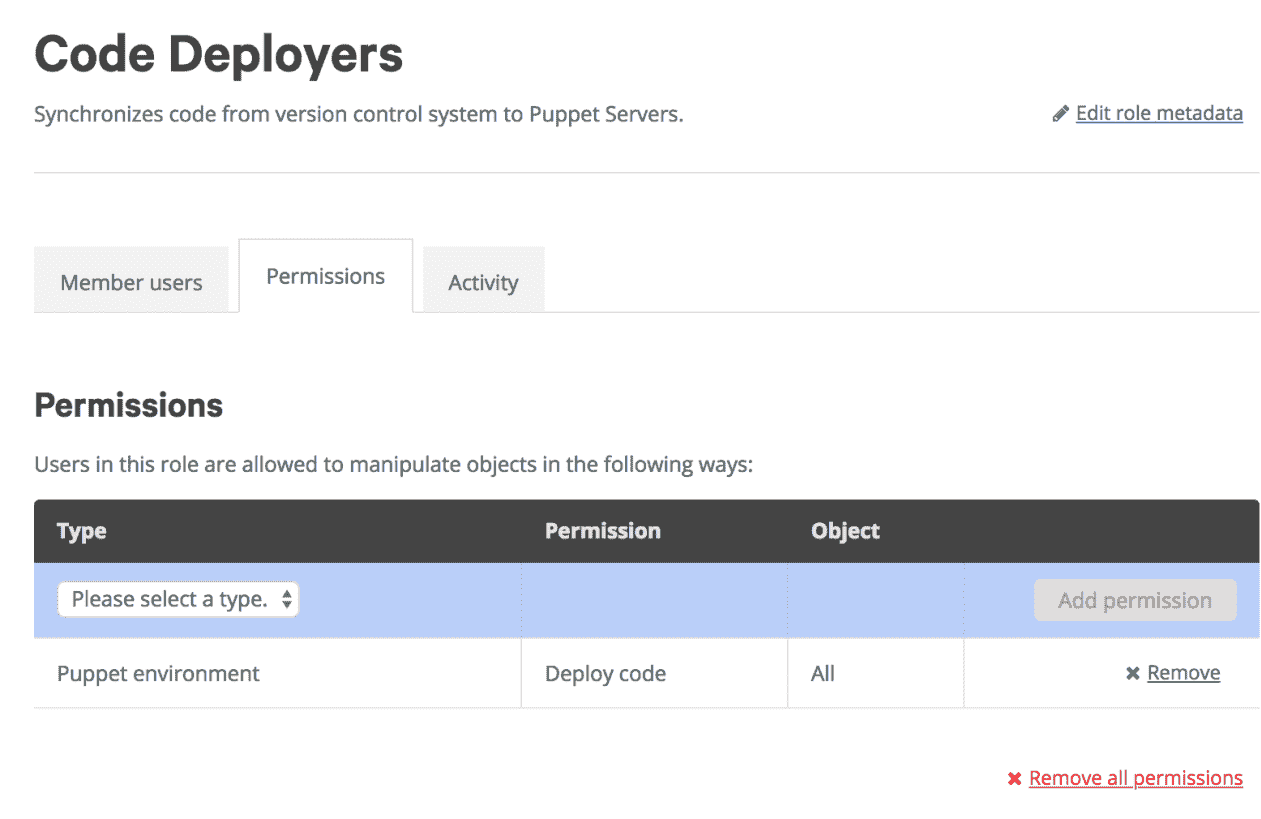 Code Deployers
Synchronizes code from version control system to Puppet Servers.
Edit role metadata
Member users
Permissions
Activity
Permissions
Users in this role are allowed to manipulate objects in the following ways:
Type Permission Object
Please select a type. Add permission
Puppet environment Deploy code All Remove
Remove all permissions